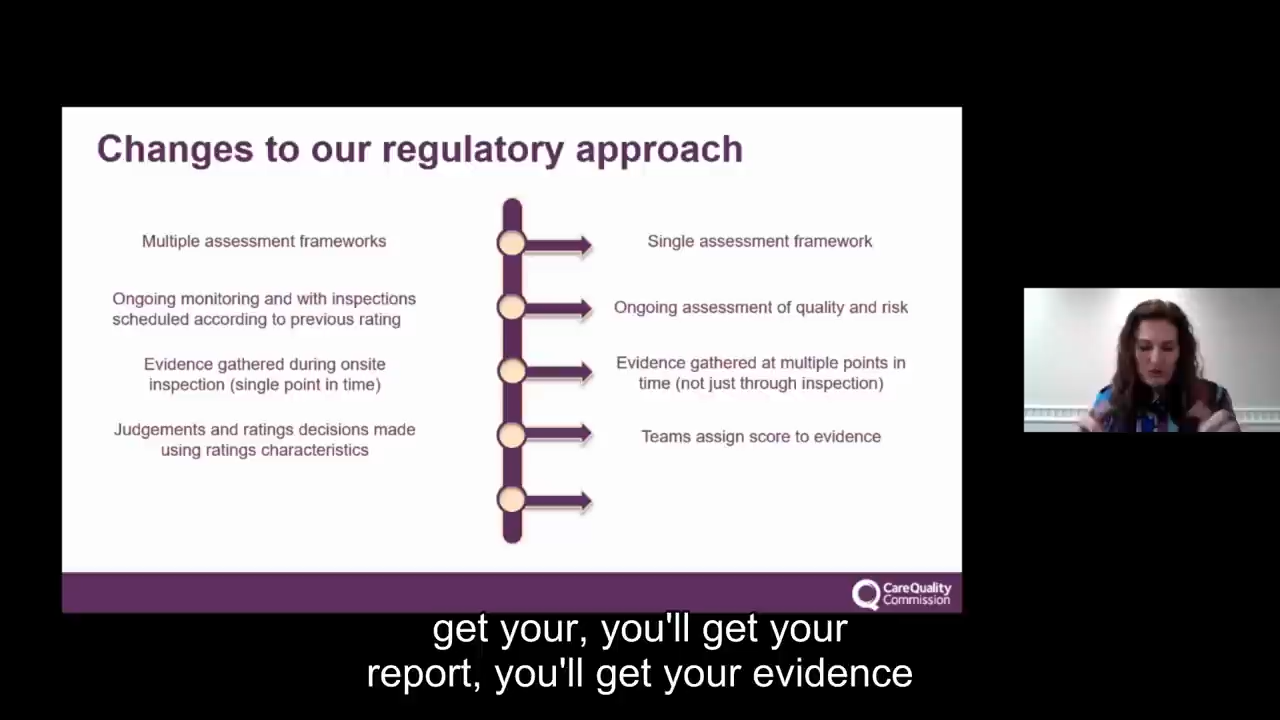 Changes to our regulatory approach
Multiple assessment frameworks
Single assessment framework
Ongoing monitoring and with inspections
scheduled according to previous rating
Ongoing assessment of quality and risk
Evidence gathered during onsite
inspection (single point in time)
Evidence gathered at multiple points in
time (not just through inspection)
Judgements and ratings decisions made
using ratings characteristics
Teams assign score to evidence
CareQuality
Commission
get your, you'll get your
report, you'll get your evidence